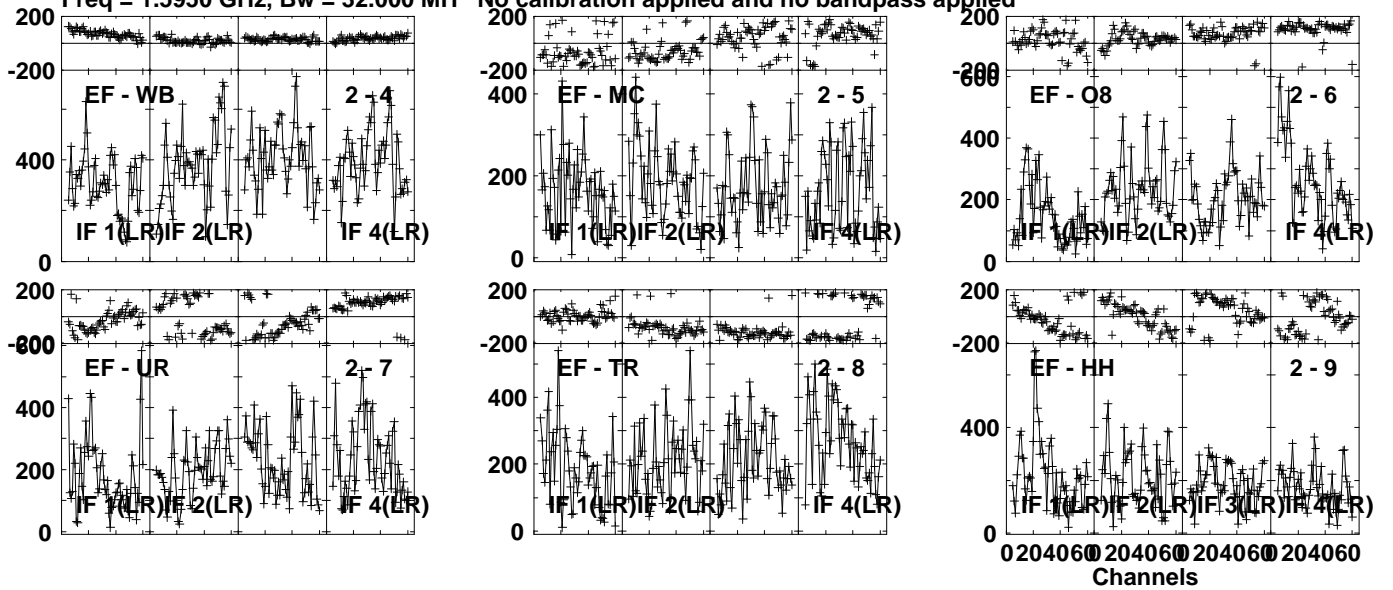 Freq = 1.5950 GHz, Bw = 32.000 MH No calibration applied and no bandpass applied
200
-200
EF - WB 2 - 4
400
IF 1(LR) IF 2(LR) IF 4(LR)
0
200
-200
400
EF - MC 2 - 5
200
IF 1(LR) IF 2(LR) IF 4(LR)
0
200
-200
600
EF - O8 2 - 6
400
200
IF 1(LR) IF 2(LR) IF 4(LR)
0
200
-200
600
EF - UR 2 - 7
400
200
IF 1(LR) IF 2(LR) IF 4(LR)
0
200
-200
EF - TR 2 - 8
400
200
IF 1(LR) IF 2(LR) IF 4(LR)
0
200
-200
EF - HH 2 - 9
400
IF 1(LR) IF 2(LR) IF 3(LR) IF 4(LR)
0
0 20 40 60 0 20 40 60 0 20 40 60 0 20 40 60
Channels